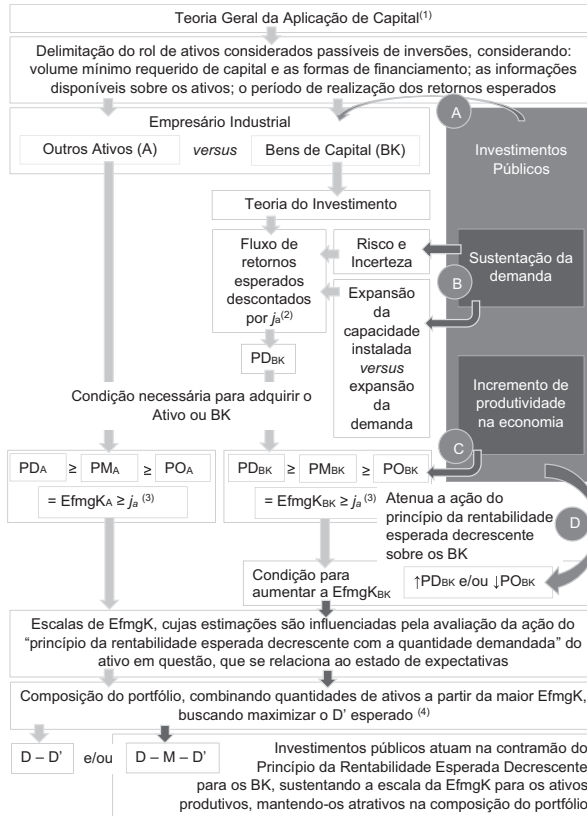 Teoria Geral da Aplicação de Capital(1)
Delimitação do rol de ativos considerados passíveis de inversões, considerando:
volume mínimo requerido de capital e as formas de financiamento; as informações
disponíveis sobre os ativos; o período de realização dos retornos esperados
A
Empresário Industrial
Outros Ativos (A)
versus
Bens de Capital (BK)
Investimentos
Públicos
Teoria do Investimento
Fluxo de
retornos
esperados
descontados
por ja(2)
Risco e
Incerteza
Sustentação da
demanda
B
Expansão
da
capacidade
instalada
versus
expansão
da
demanda
PDBK
Condição necessária para adquirir o
Ativo ou BK
Incremento de
produtividade
na economia
C
PDA ≥ PMA ≥ POA
= EfmgKA ≥ ja (3)
PDBK ≥ PMBK ≥ POBK
= EfmgKBK ≥ ja (3)
Atenua a ação do
princípio da rentabilidade
esperada decrescente
sobre os BK
D
Condição para
aumentar a EfmgKBK
↑PDBK e/ou ↓POBK
Escalas de EfmgK, cujas estimações são influenciadas pela avaliação da ação do
“princípio da rentabilidade esperada decrescente com a quantidade demandada” do
ativo em questão, que se relaciona ao estado de expectativas
Composição do portfólio, combinando quantidades de ativos a partir da maior EfmgK,
buscando maximizar o D’ esperado (4)
D – D’
e/ou
D – M – D’
Investimentos públicos atuam na contramão do
Princípio da Rentabilidade Esperada Decrescente
para os BK, sustentando a escala da EfmgK para os ativos
produtivos, mantendo-os atrativos na composição do portfólio